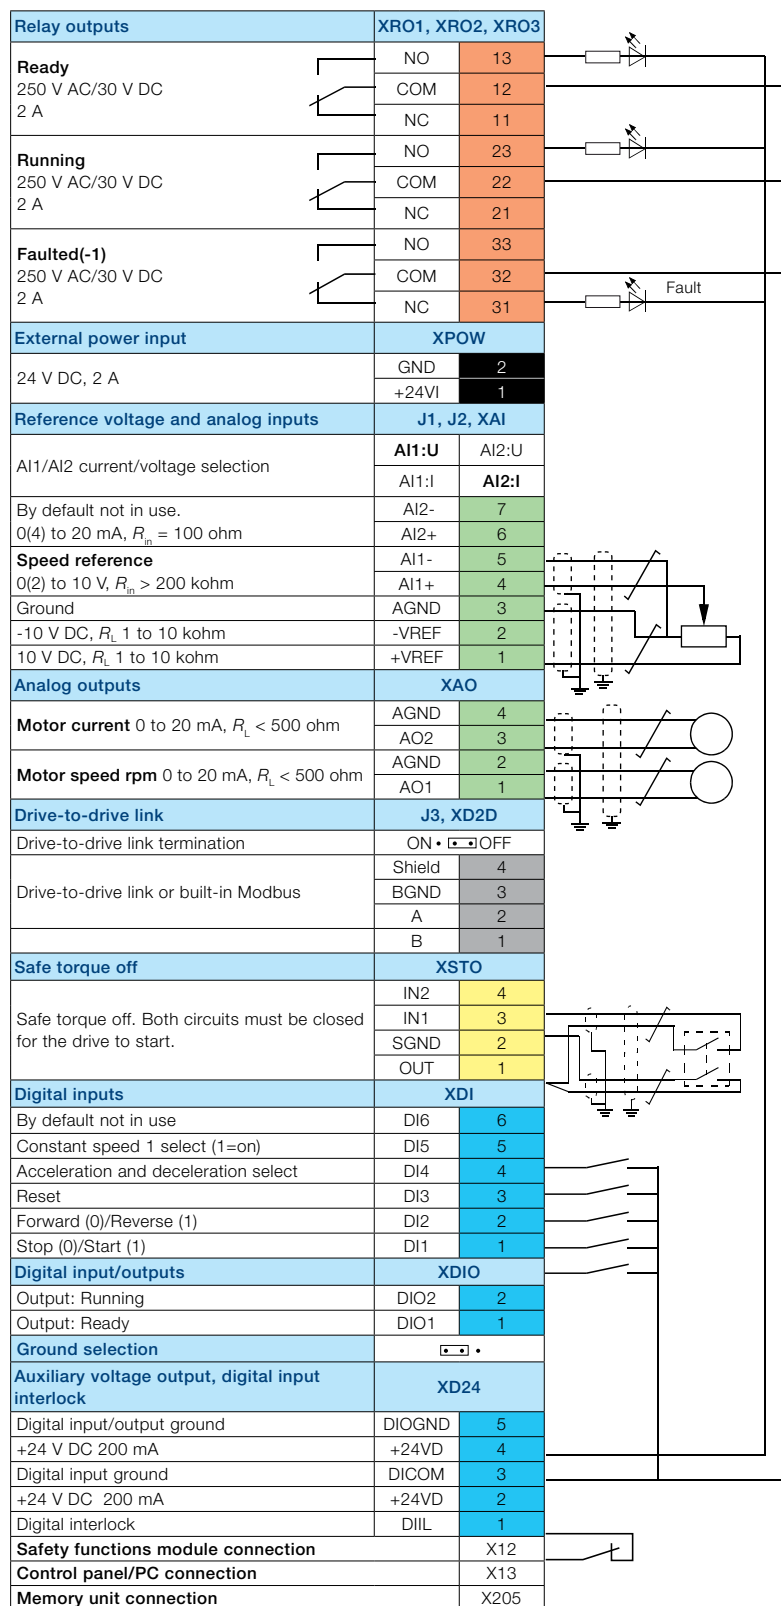 Relay outputs XRO1, XRO2, XRO3
Ready
250 V AC/30 V DC
2 A
NO 13
COM 12
NC 11
Running
250 V AC/30 V DC
2 A
NO 23
COM 22
NC 21
Faulted(-1)
250 V AC/30 V DC
2 A
NO 33
COM 32
NC 31
Fault
External power input XPOW
24 V DC, 2 A
GND 2
+24VI 1
Reference voltage and analog inputs J1, J2, XAI
AI1/AI2 current/voltage selection
AI1:U AI2:U
AI1:I AI2:I
By default not in use.
0(4) to 20 mA, Rin = 100 ohm
AI2- 7
AI2+ 6
Speed reference
0(2) to 10 V, Rin > 200 kohm
AI1- 5
AI1+ 4
Ground AGND 3
-10 V DC, RL 1 to 10 kohm -VREF 2
10 V DC, RL 1 to 10 kohm +VREF 1
Analog outputs XAO
Motor current 0 to 20 mA, RL < 500 ohm
AGND 4
AO2 3
Motor speed rpm 0 to 20 mA, RL < 500 ohm
AGND 2
AO1 1
Drive-to-drive link J3, XD2D
Drive-to-drive link termination ON OFF
Drive-to-drive link or built-in Modbus
Shield 4
BGND 3
A 2
B 1
Safe torque off XSTO
Safe torque off. Both circuits must be closed
for the drive to start.
IN2 4
IN1 3
SGND 2
OUT 1
Digital inputs XDI
By default not in use DI6 6
Constant speed 1 select (1=on) DI5 5
Acceleration and deceleration select DI4 4
Reset DI3 3
Forward (0)/Reverse (1) DI2 2
Stop (0)/Start (1) DI1 1
Digital input/outputs XDIO
Output: Running DIO2 2
Output: Ready DIO1 1
Ground selection
Auxiliary voltage output, digital input
interlock
XD24
Digital input/output ground DIOGND 5
+24 V DC 200 mA +24VD 4
Digital input ground DICOM 3
+24 V DC 200 mA +24VD 2
Digital interlock DIIL 1
Safety functions module connection X12
Control panel/PC connection X13
Memory unit connection X205